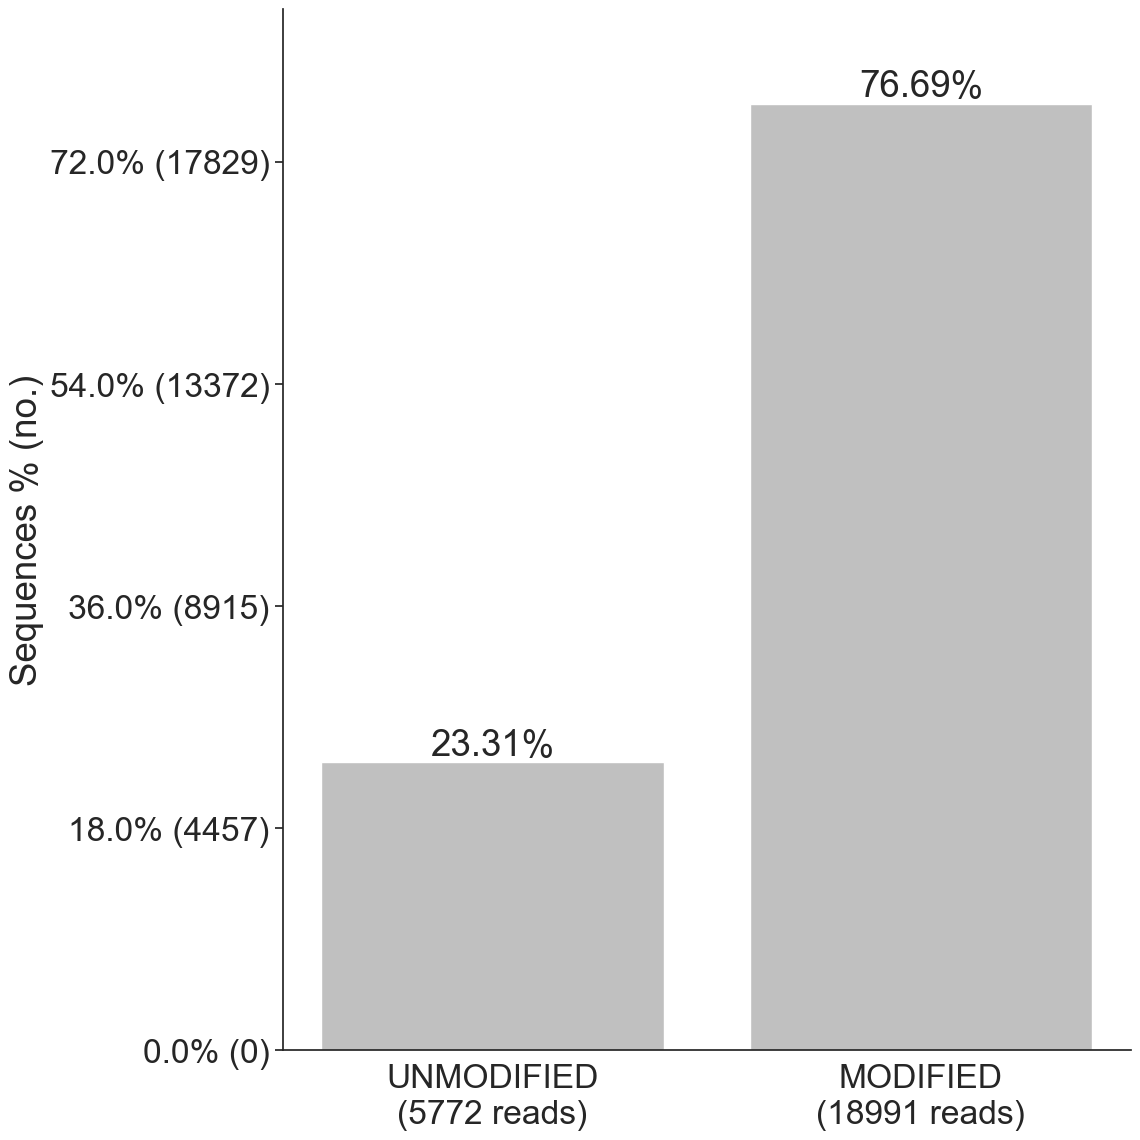 76.69%
72.0% (17829)
54.0% (13372)
Sequences % (no.)
36.0% (8915)
23.31%
18.0% (4457)
0.0% (0)
UNMODIFIED
(5772 reads)
MODIFIED
(18991 reads)